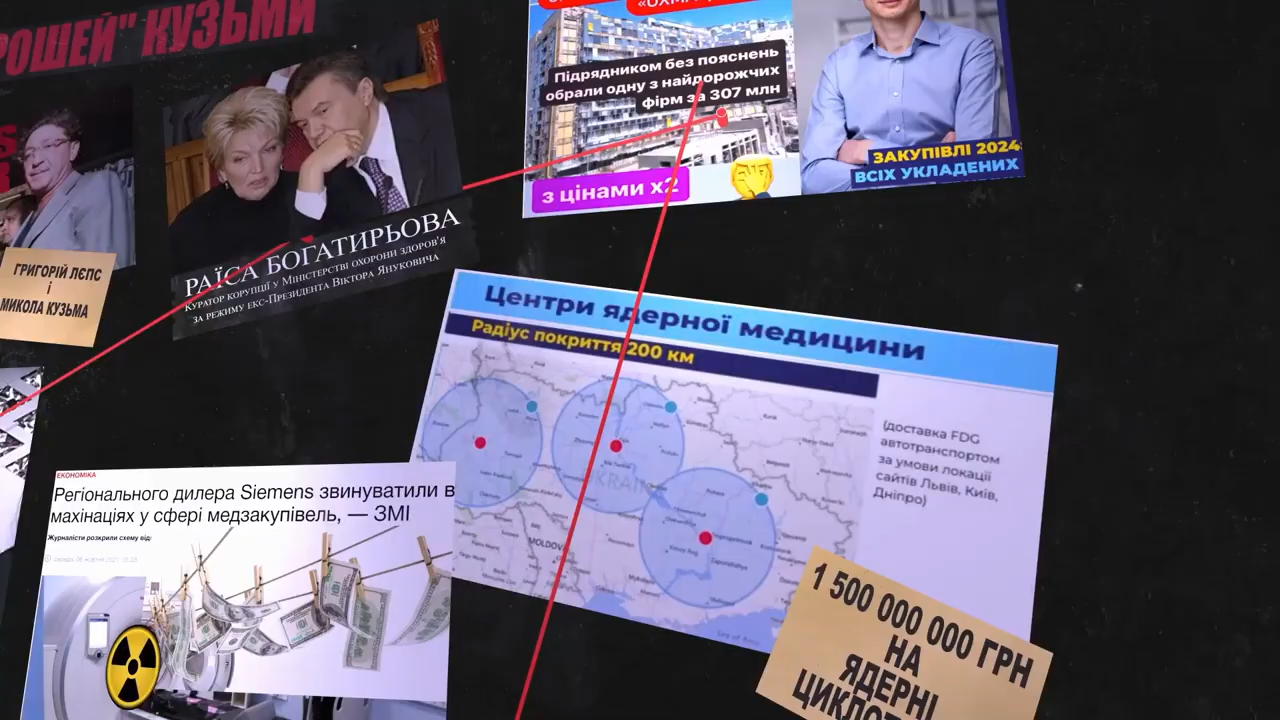 РОШЕЙ" КУЗЬМИ
ГРИГОРІЙ ЛЄПС
і
МИКОЛА КУЗЬМА
РАЇСА БОГАТИРЬОВА
КУРАТОР КОРУПЦІЇ У МІНІСТЕРСТВІ ОХОРОНИ ЗДОРОВ'Я
ЗА РЕЖИМУ ЕКС-ПРЕЗИДЕНТА ВІКТОРА ЯНУКОВИЧА
Підрядником без пояснень
обрали одну з найдорожчих
фірм за 307 млн
з цінами х2
ЗАКУПІВЛІ 2024
ВСІХ УКЛАДЕНИХ
Центри ядерної медицини
Радіус покриття 200 км
(доставка FDG
автотранспортом
за умови локації
сайтів Львів, Київ,
Дніпро)
UKRAINE
MOLDOVA
ЕКОНОМІКА
Регіонального дилера Siemens звинуватили в
махінаціях у сфері медзакупівель, — ЗМІ
Журналісти розкрили схему від
1 500 000 000 ГРН
НА
ЯДЕРНІ